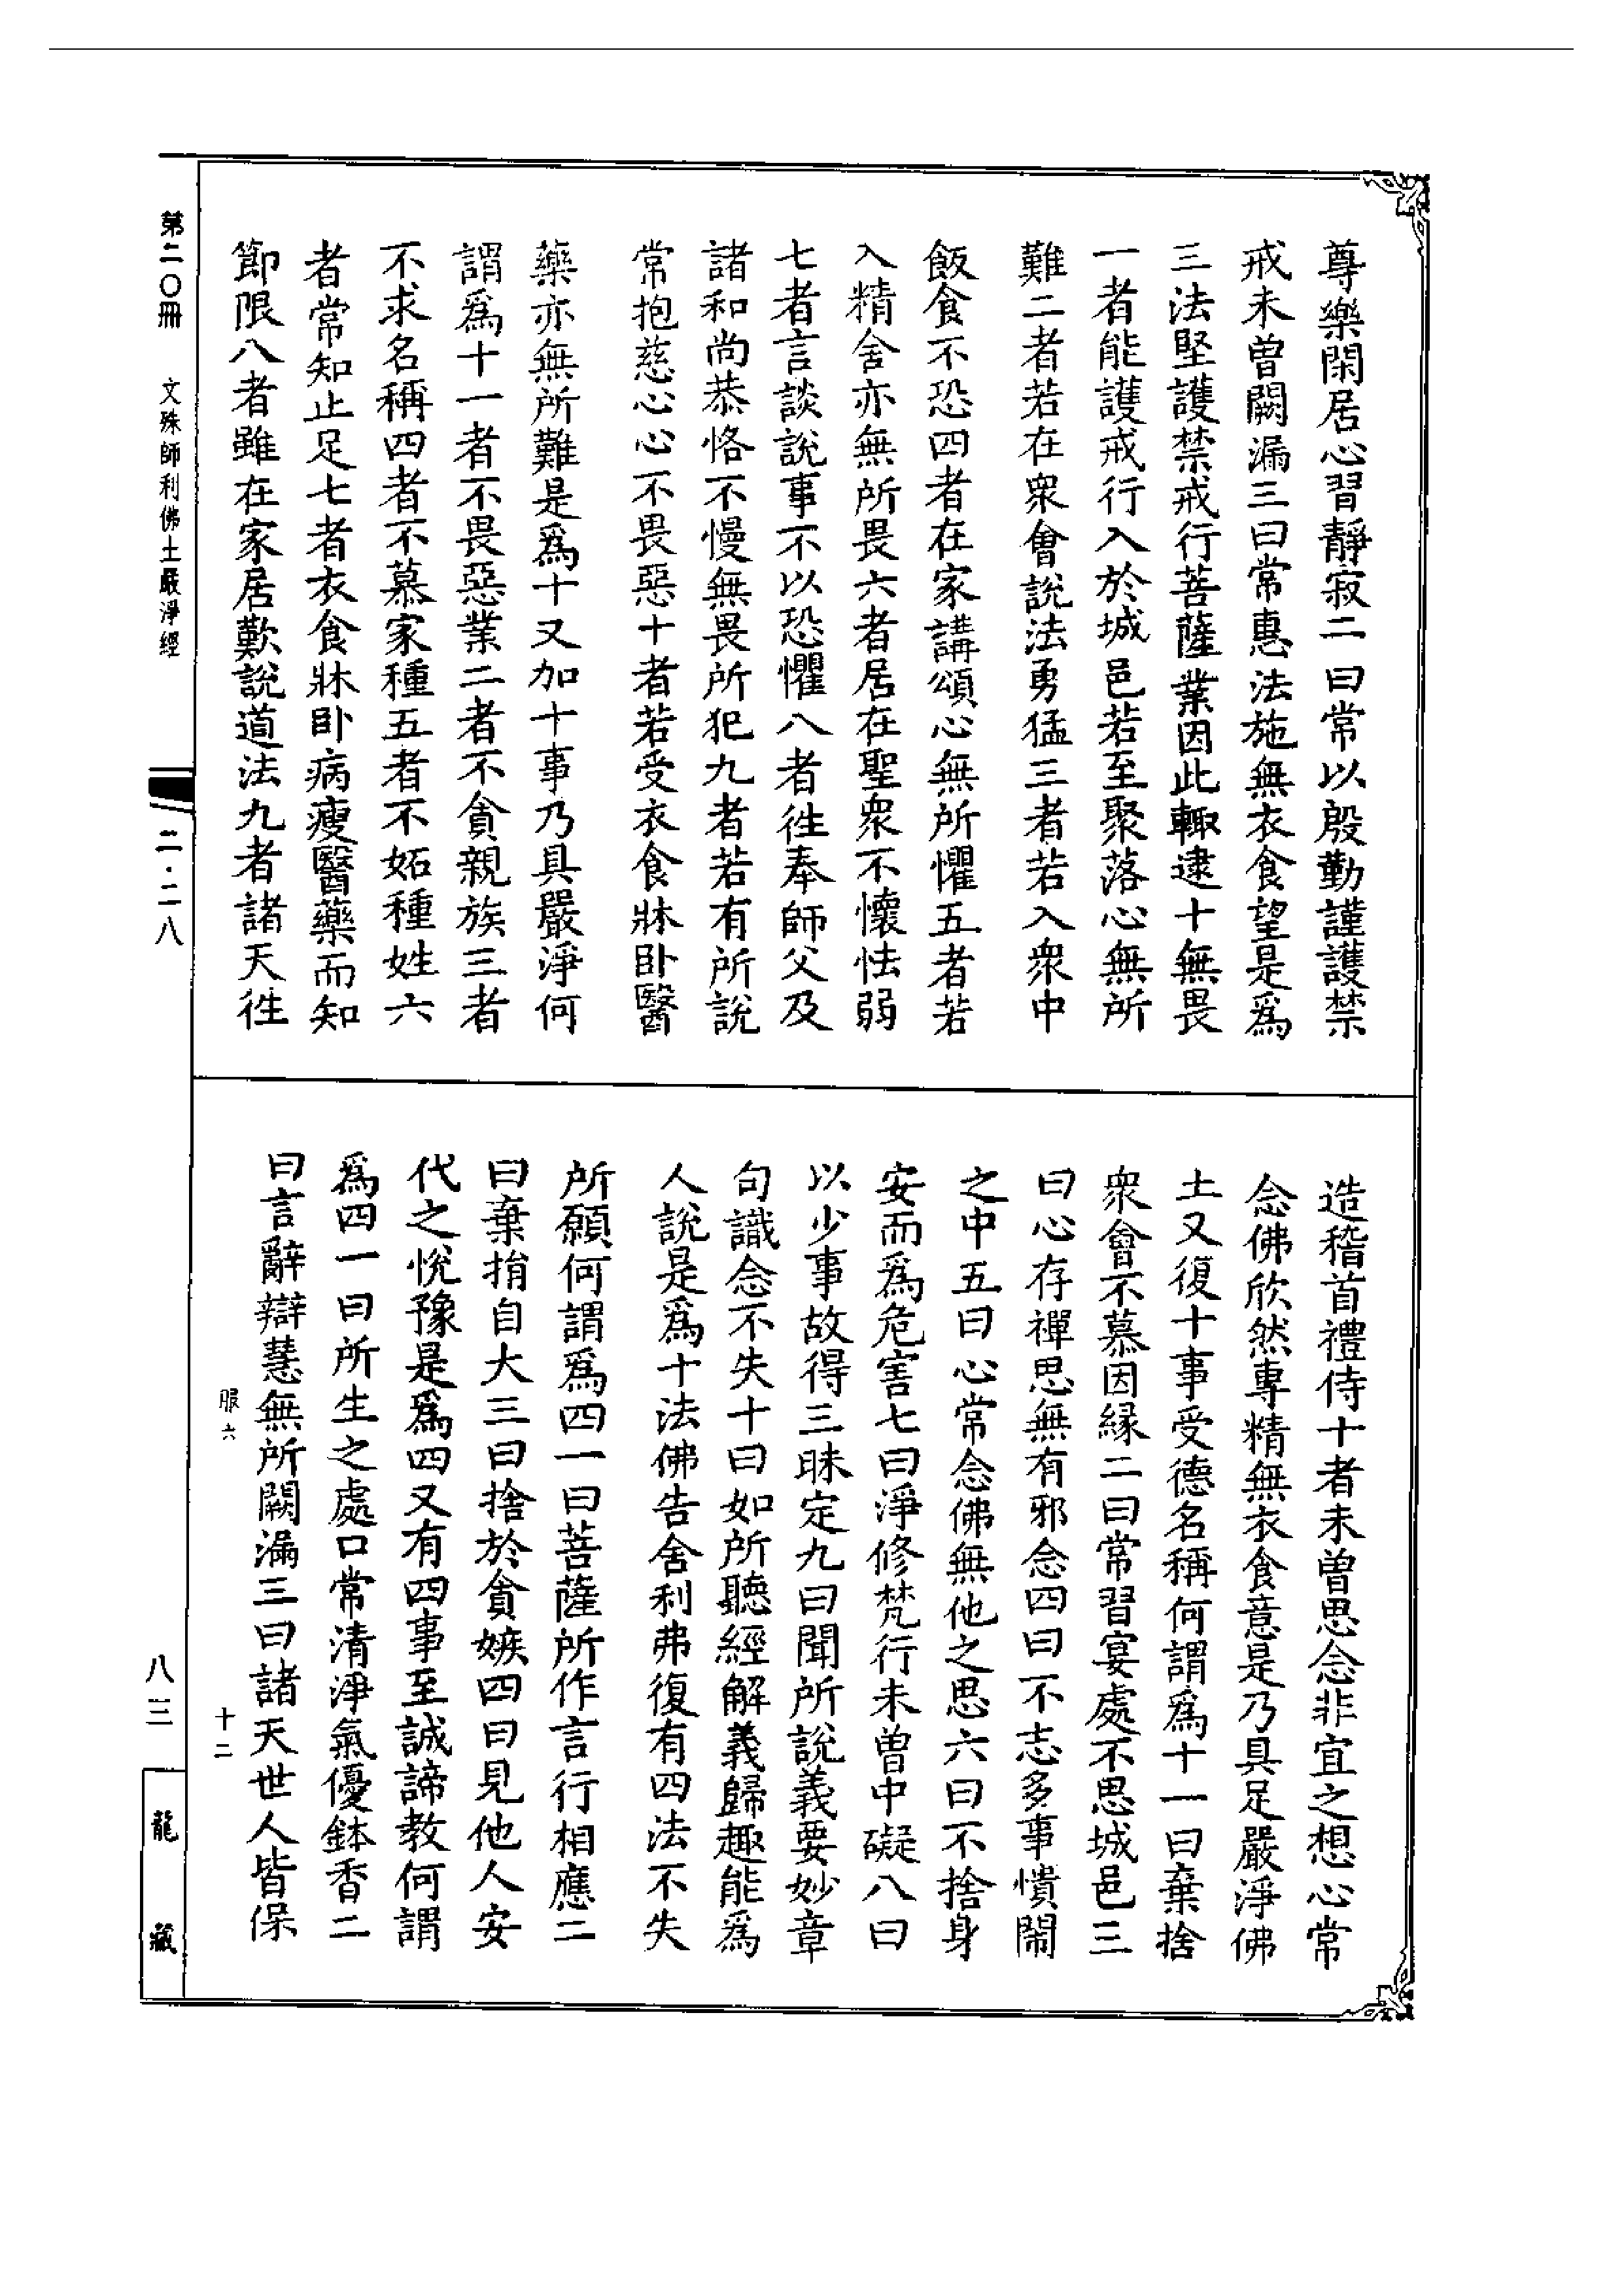 尊樂閑居心習靜寂二曰常以殷勤謹護禁
戒未曽闕漏三曰常惠法施無衣食望是爲
三法堅護禁戒行菩薩業因此輙逮十無畏
一者能護戒行入於城邑若至聚落心無所
難二者若在衆會說法勇猛三者若入衆中
飯食不恐四者在家講頌心無所懼五者若
入精舍亦無所畏六者居在聖衆不懷怯弱
七者言談說事不以恐懼八者徃奉師父及
諸和尚恭恪不慢無畏所犯九者若有所說
常抱慈心心不畏惡十者若受衣食牀卧醫
藥亦無所難是爲十又加十事乃具嚴淨何
謂爲十一者不畏惡業二者不貪親族三者
不求名稱四者不慕家種五者不妬種姓六
者常知止足七者衣食牀卧病瘦醫藥而知
節限八者雖在家居歎說道法九者諸天徃
造稽首禮侍十者未曽思念非宜之想心常
念佛欣然專精無衣食意是乃具足嚴淨佛
土又復十事受德名稱何謂爲十一曰棄捨
衆會不慕因縁二曰常習宴處不思城邑三
曰心存禪思無有邪念四曰不志多事憒閙
之中五曰心常念佛無他之思六曰不捨身
安而爲危害七曰淨修梵行未曽中礙八曰
以少事故得三昧定九曰聞所說義要妙章
句識念不失十曰如所聽經解義歸趣能爲
人說是爲十法佛告舍利弗復有四法不失
所願何謂爲四一曰菩薩所作言行相應二
曰棄捐自大三曰捨於貪嫉四曰見他人安
代之悅豫是爲四又有四事至誠諦教何謂
爲四一曰所生之處口常清淨氣優鉢香二
曰言辭辯慧無所闕漏三曰諸天世人皆保
服六
十二
第二〇冊
文殊師利佛土嚴淨經
二·二八
八三
龍藏